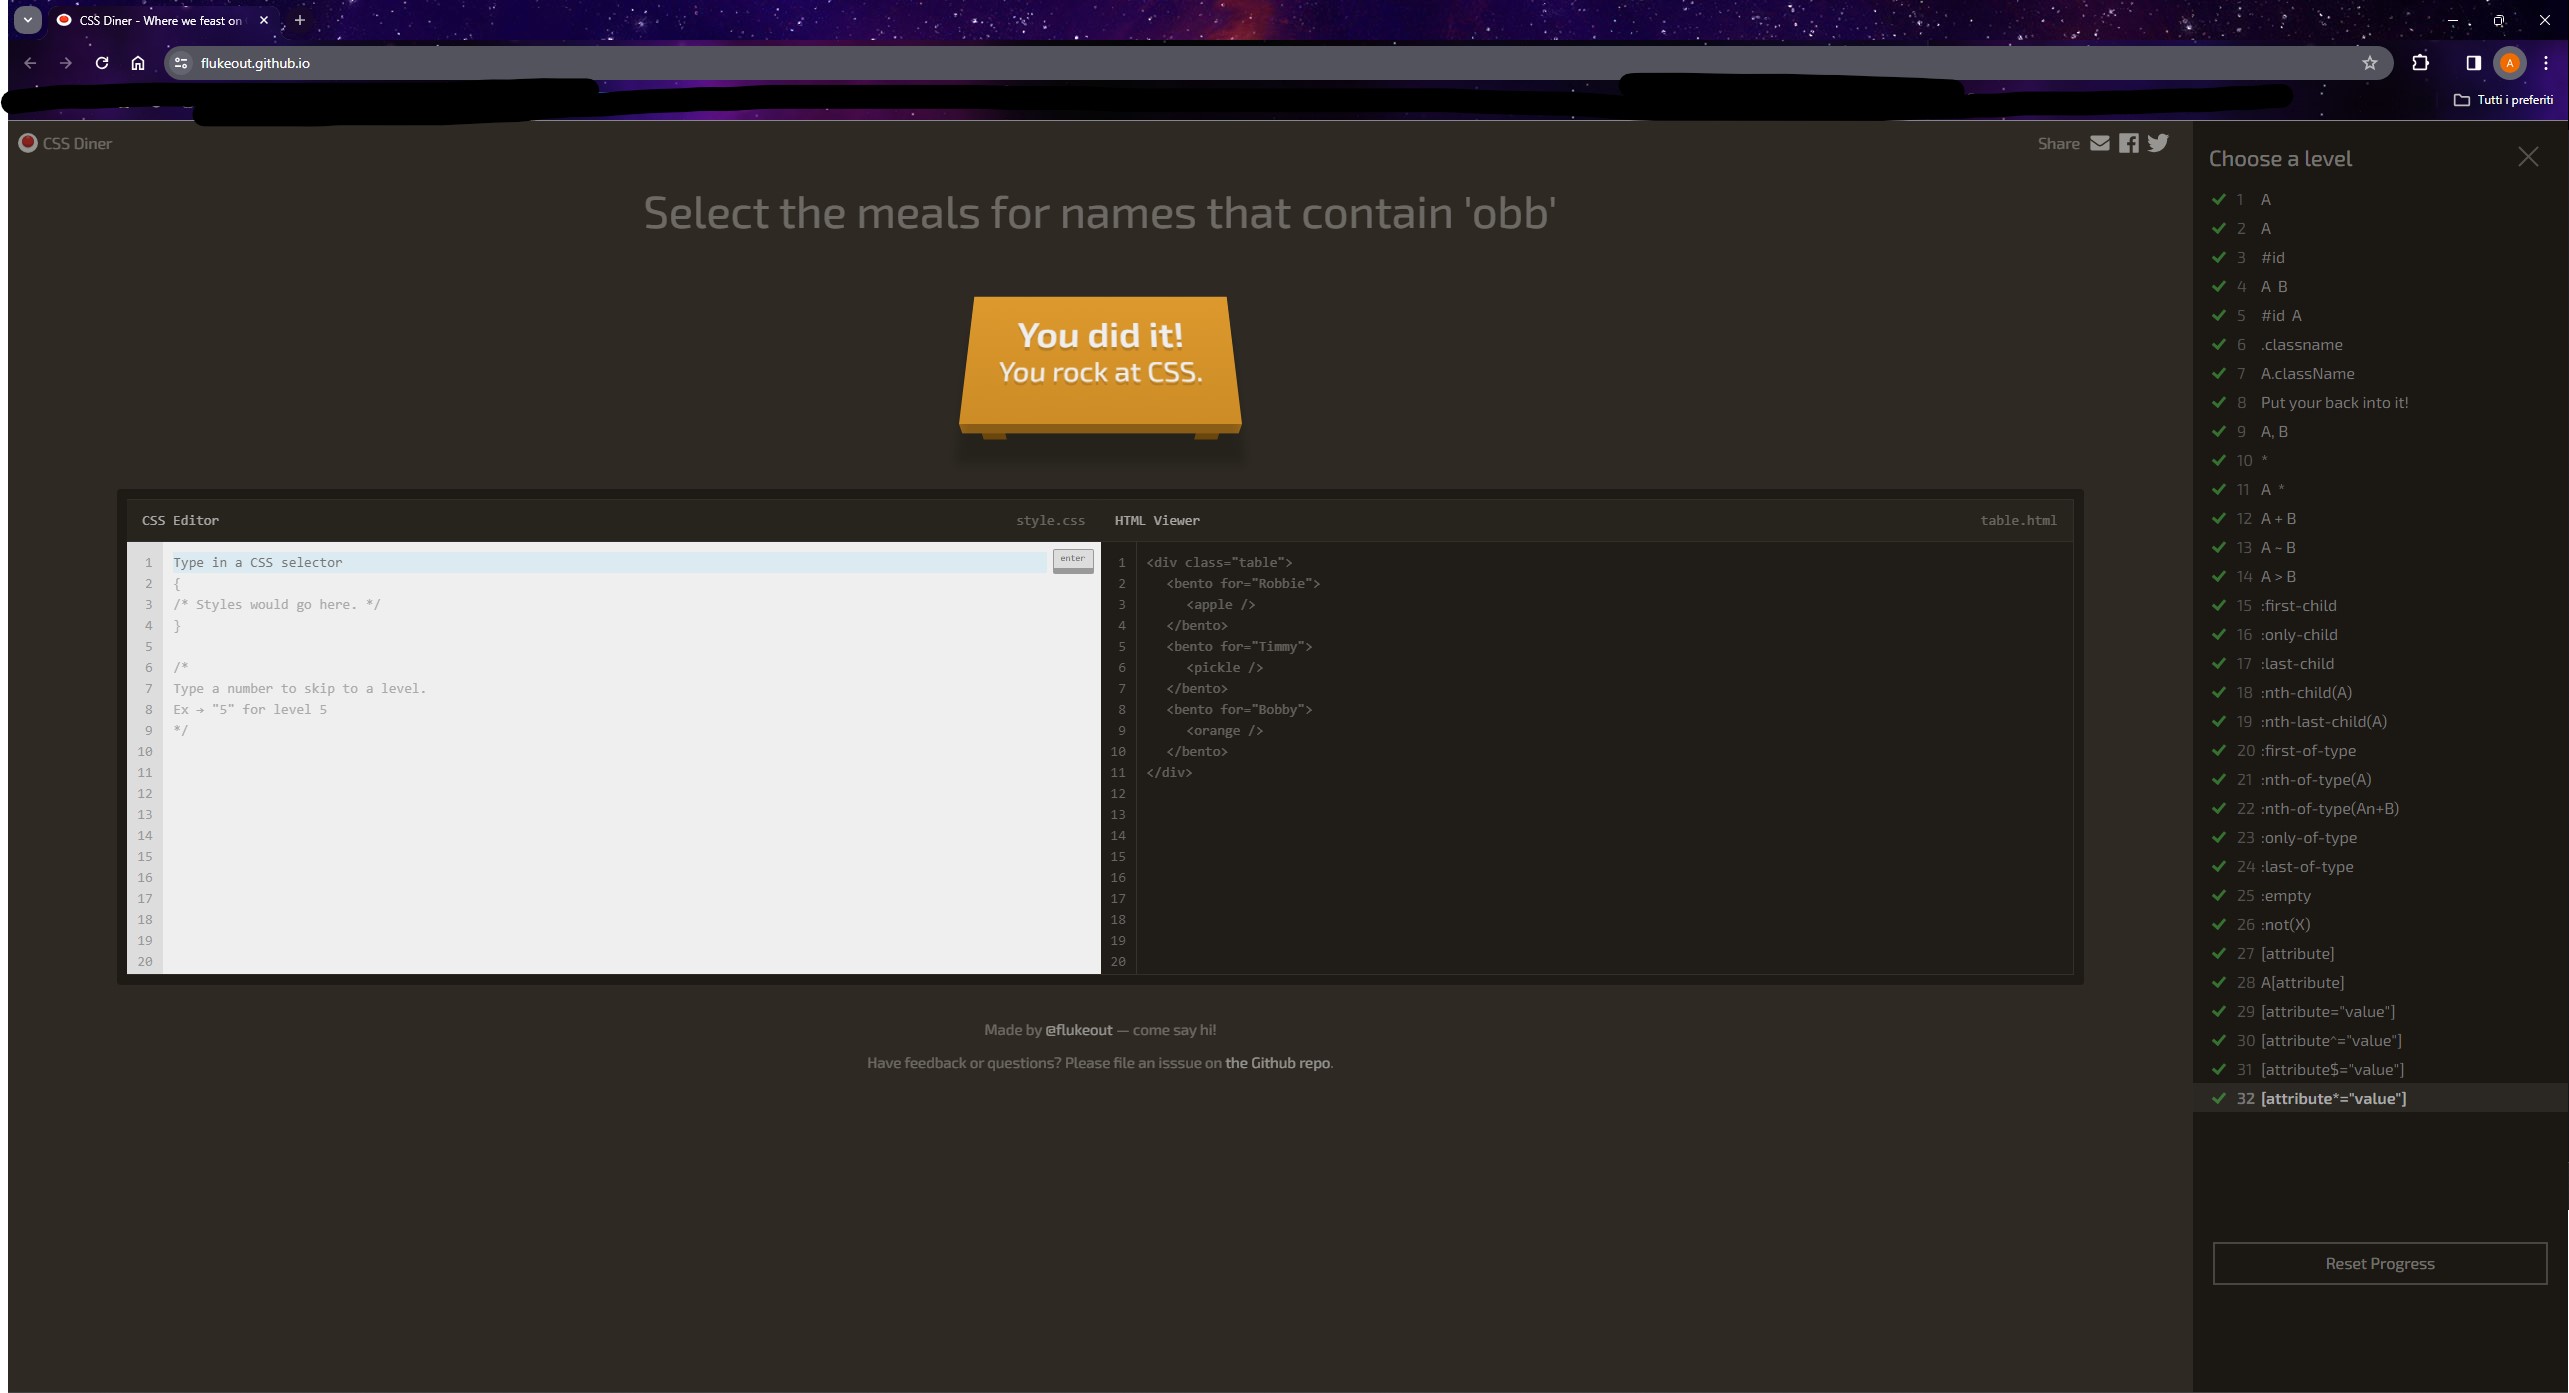 CSS Diner - Where we feast on
flukeout.github.io
A
Tutti i preferiti
CSS Diner
Share
Select the meals for names that contain 'obb'
You did it!
You rock at CSS.
CSS Editor
style.css
1 Type in a CSS selector
enter
2 {
3 /* Styles would go here. */
4 }
5
6 /*
7 Type a number to skip to a level.
8 Ex → "5" for level 5
9 */
10
11
12
13
14
15
16
17
18
19
20
HTML Viewer
table.html
1 <div class="table">
2 <bento for="Robbie">
3 <apple />
4 </bento>
5 <bento for="Timmy">
6 <pickle />
7 </bento>
8 <bento for="Bobby">
9 <orange />
10 </bento>
11 </div>
12
13
14
15
16
17
18
19
20
Made by @flukeout — come say hi!
Have feedback or questions? Please file an isssue on the Github repo.
Choose a level
1 A
2 A
3 #id
4 A B
5 #id A
6 .classname
7 A.className
8 Put your back into it!
9 A, B
10 *
11 A *
12 A + B
13 A ~ B
14 A > B
15 :first-child
16 :only-child
17 :last-child
18 :nth-child(A)
19 :nth-last-child(A)
20 :first-of-type
21 :nth-of-type(A)
22 :nth-of-type(An+B)
23 :only-of-type
24 :last-of-type
25 :empty
26 :not(X)
27 [attribute]
28 A[attribute]
29 [attribute="value"]
30 [attribute^="value"]
31 [attribute$="value"]
32 [attribute*="value"]
Reset Progress